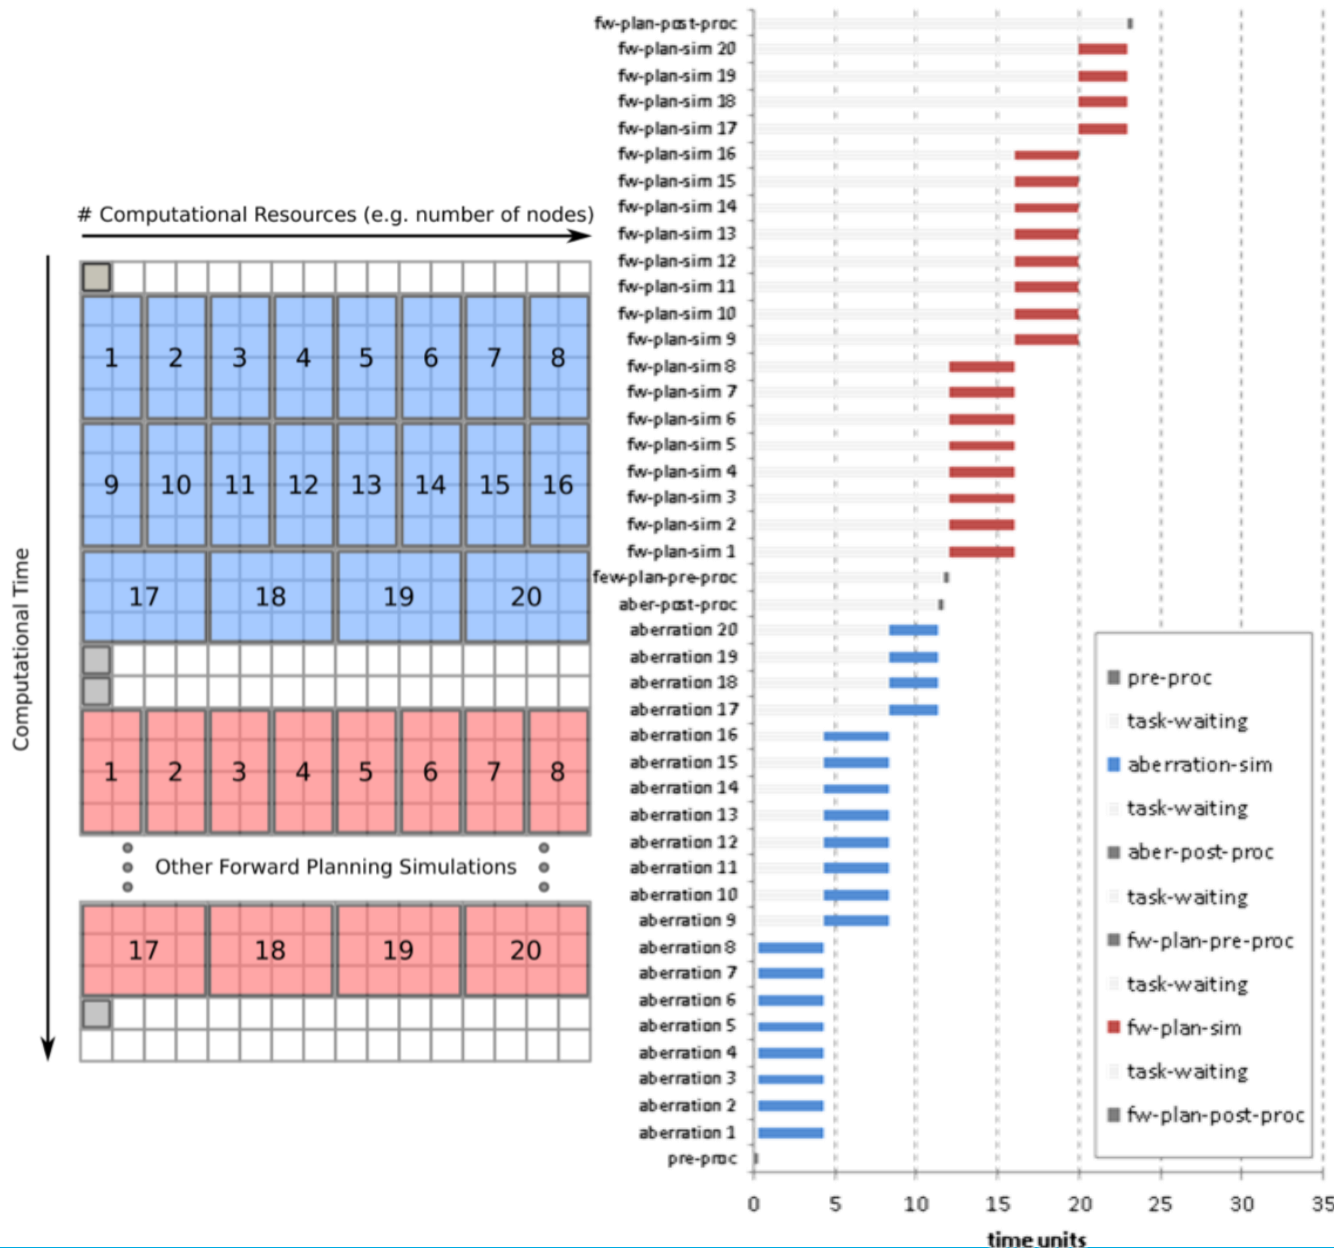 # Computational Resources (e.g. number of nodes)
Computational Time
1 2 3 4 5 6 7 8
9 10 11 12 13 14 15 16
17 18 19 20
1 2 3 4 5 6 7 8
Other Forward Planning Simulations
17 18 19 20
fw-plan-post-proc
fw-plan-sim 20
fw-plan-sim 19
fw-plan-sim 18
fw-plan-sim 17
fw-plan-sim 16
fw-plan-sim 15
fw-plan-sim 14
fw-plan-sim 13
fw-plan-sim 12
fw-plan-sim 11
fw-plan-sim 10
fw-plan-sim 9
fw-plan-sim 8
fw-plan-sim 7
fw-plan-sim 6
fw-plan-sim 5
fw-plan-sim 4
fw-plan-sim 3
fw-plan-sim 2
fw-plan-sim 1
few-plan-pre-proc
aber-post-proc
aberration 20
aberration 19
aberration 18
aberration 17
aberration 16
aberration 15
aberration 14
aberration 13
aberration 12
aberration 11
aberration 10
aberration 9
aberration 8
aberration 7
aberration 6
aberration 5
aberration 4
aberration 3
aberration 2
aberration 1
pre-proc
0 5 10 15 20 25 30 35
time units
pre-proc
task-waiting
aberration-sim
task-waiting
aber-post-proc
task-waiting
fw-plan-pre-proc
task-waiting
fw-plan-sim
task-waiting
fw-plan-post-proc